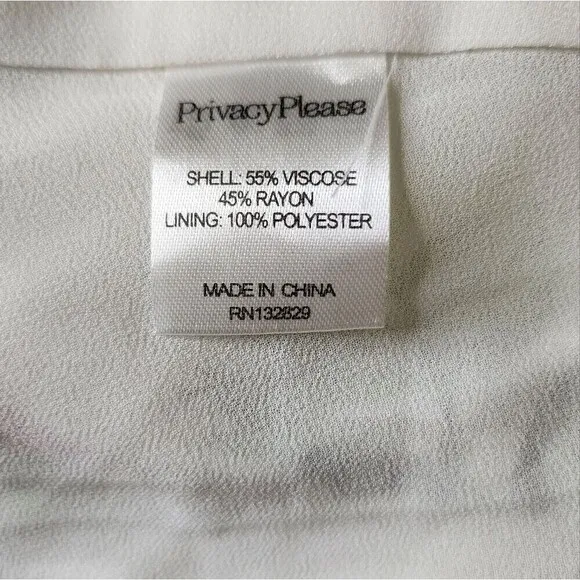 PrivacyPlease
SHELL: 55% VISCOSE
45% RAYON
LINING: 100% POLYESTER
MADE IN CHINA
RN132829